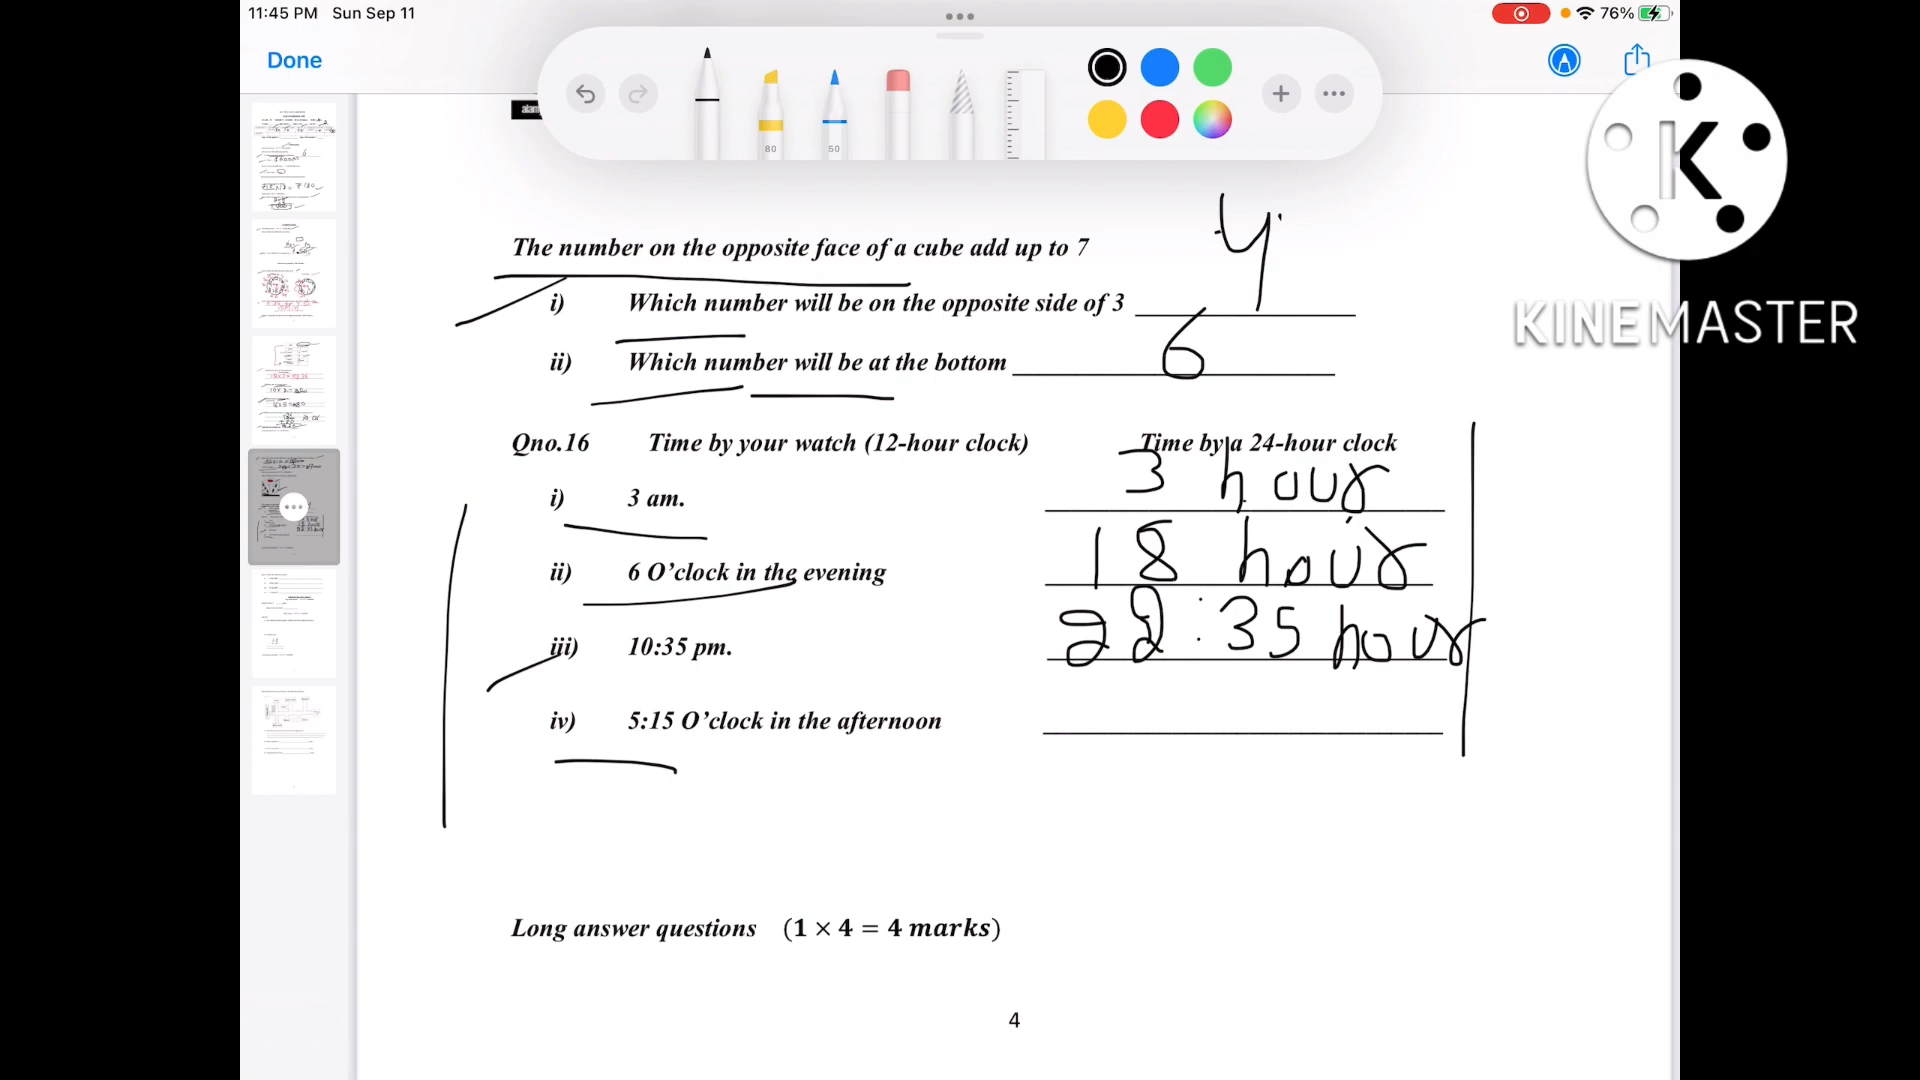 11:45 PM Sun Sep 11
76%
Done
80
50
K
KINEMASTER
The number on the opposite face of a cube add up to 7
i) Which number will be on the opposite side of 3 4
ii) Which number will be at the bottom 6
Qno.16 Time by your watch (12-hour clock) Time by a 24-hour clock
i) 3 am. 3 hour
ii) 6 O’clock in the evening 18 hour
iii) 10:35 pm. 22:35 hour
iv) 5:15 O’clock in the afternoon
Long answer questions (1 × 4 = 4 marks)
4